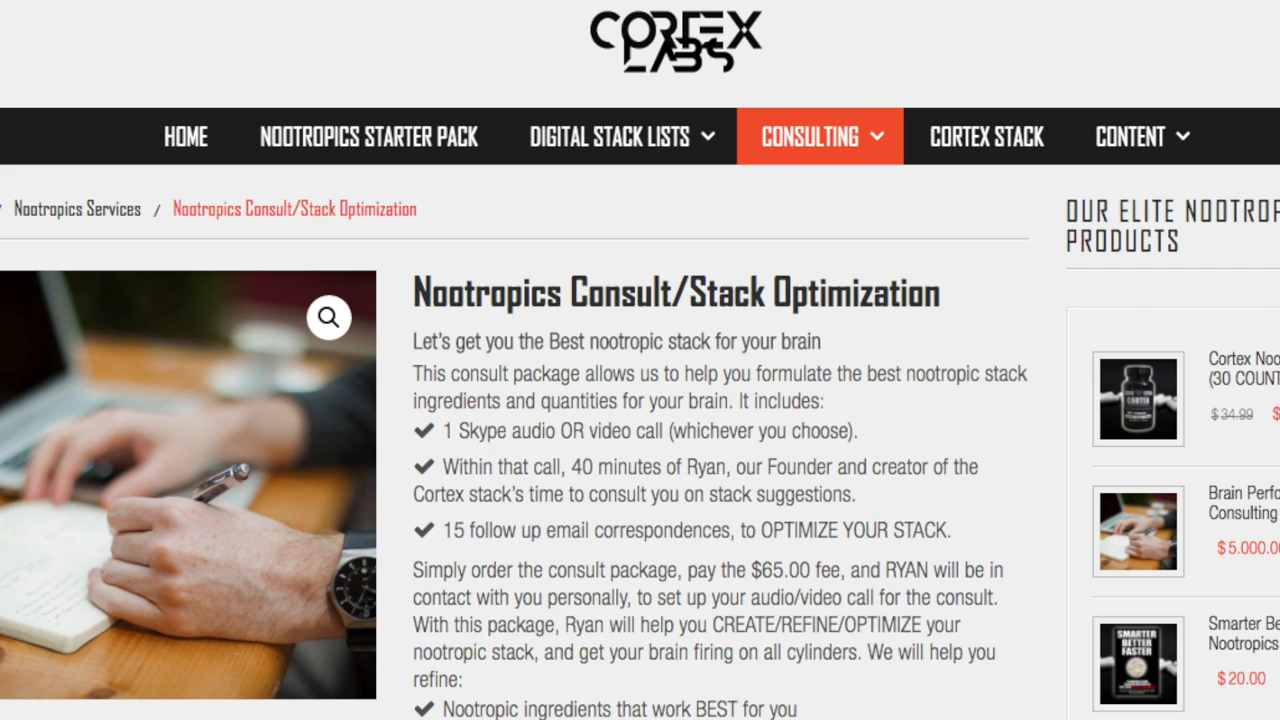 CORTEX
LABS
HOME NOOTROPICS STARTER PACK DIGITAL STACK LISTS CONSULTING CORTEX STACK CONTENT
/ Nootropics Services / Nootropics Consult/Stack Optimization
Nootropics Consult/Stack Optimization
Let's get you the Best nootropic stack for your brain
This consult package allows us to help you formulate the best nootropic stack
ingredients and quantities for your brain. It includes:
✔ 1 Skype audio OR video call (whichever you choose).
✔ Within that call, 40 minutes of Ryan, our Founder and creator of the
Cortex stack's time to consult you on stack suggestions.
✔ 15 follow up email correspondences, to OPTIMIZE YOUR STACK.
Simply order the consult package, pay the $65.00 fee, and RYAN will be in
contact with you personally, to set up your audio/video call for the consult.
With this package, Ryan will help you CREATE/REFINE/OPTIMIZE your
nootropic stack, and get your brain firing on all cylinders. We will help you
refine:
✔ Nootropic ingredients that work BEST for you
OUR ELITE
PRODUCTS
CORTEX
Cortex
(30 COUNT
$34.99 $
Brain
Consulting
$5.000.0
SMARTER
BETTER
FASTER
Smarter
Nootropics
$20.00